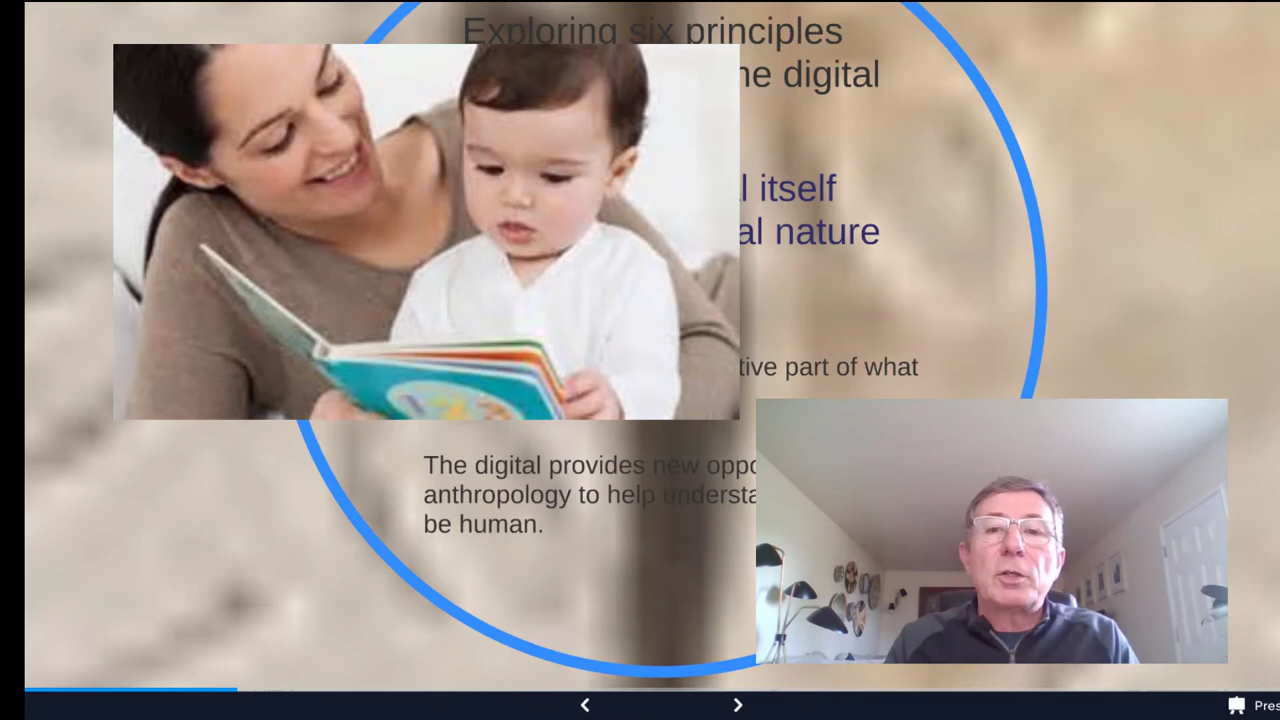 Exploring six principles
he digital
l itself
al nature
tive part of what
The digital provides new oppo
anthropology to help understa
be human.
Pres